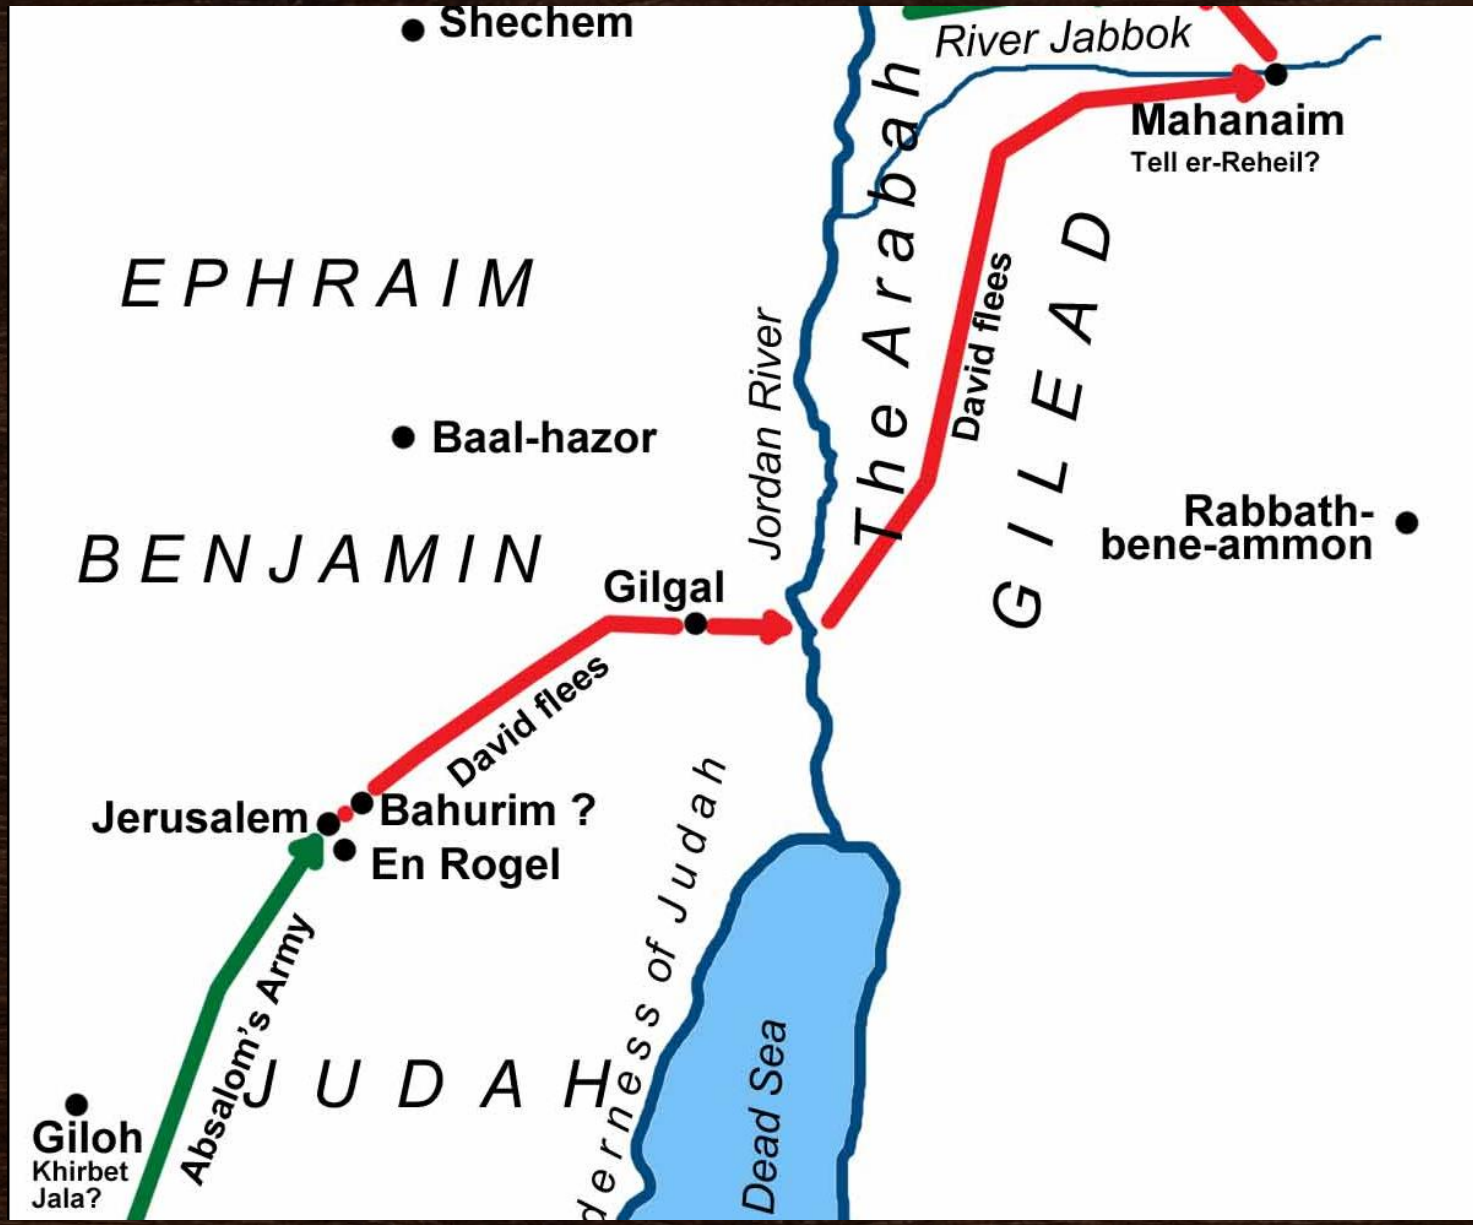 Shechem
River Jabbok
Mahanaim
Tell er-Reheil?
The Arabah
EPHRAIM
David flees
GILEAD
Jordan River
Baal-hazor
Rabbath-
bene-ammon
BENJAMIN
Gilgal
David flees
Jerusalem
Bahurim ?
En Rogel
derness of Judah
Absalom's Army
JUDAH
Dead Sea
Giloh
Khirbet
Jala?